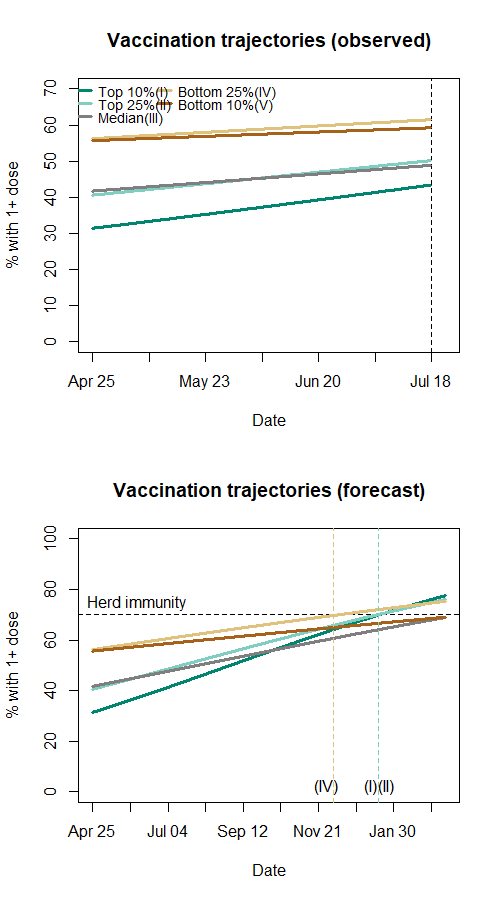 Vaccination trajectories (observed)
% with 1+ dose
70
60
50
40
30
20
10
0
Top 10%(I) Bottom 25%(IV)
Top 25%(II) Bottom 10%(V)
Median(III)
Apr 25 May 23 Jun 20 Jul 18
Date
Vaccination trajectories (forecast)
% with 1+ dose
100
80
60
40
20
0
Herd immunity
(IV) (I)(II)
Apr 25 Jul 04 Sep 12 Nov 21 Jan 30
Date